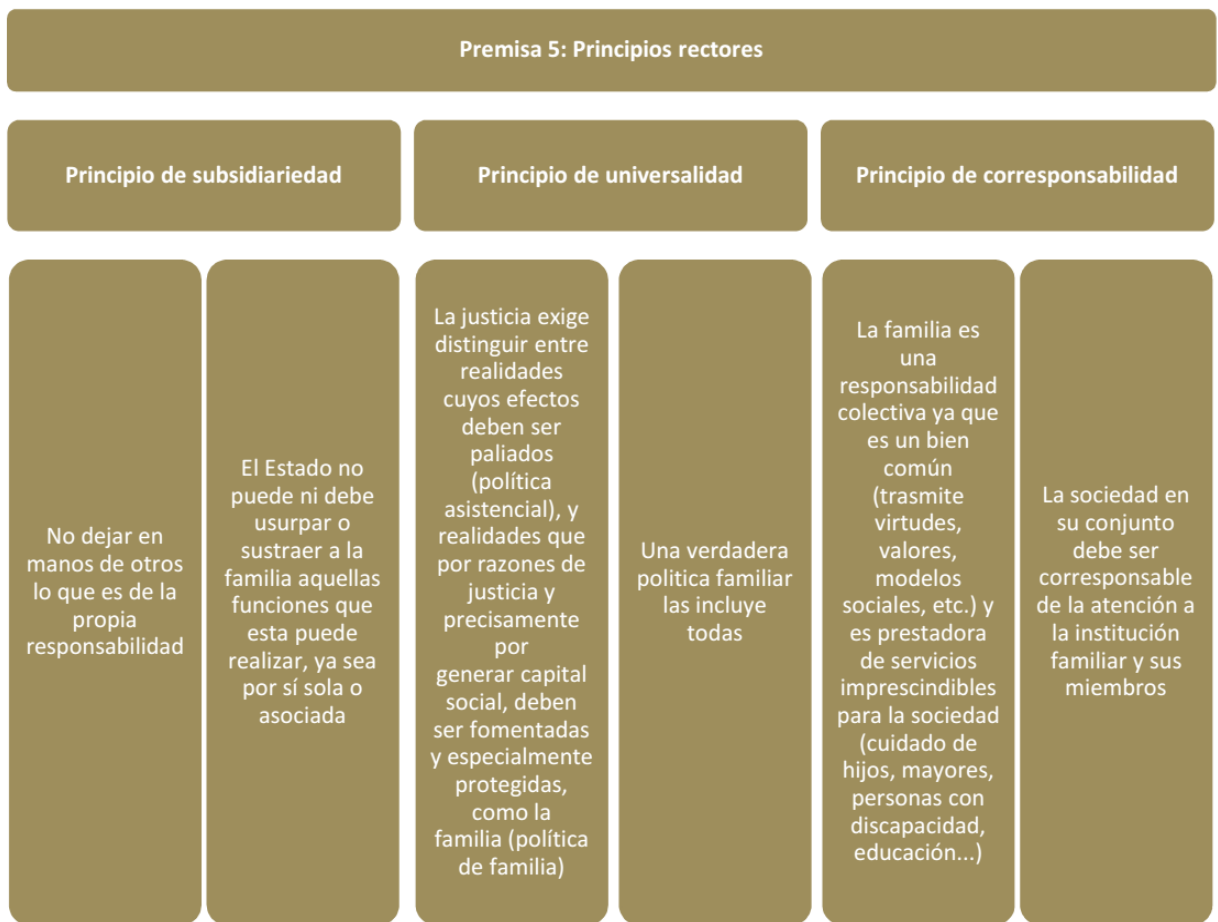 Premisa 5: Principios rectores
Principio de subsidiariedad
Principio de universalidad
Principio de corresponsabilidad
No dejar en
manos de otros
lo que es de la
propia
responsabilidad
El Estado no
puede ni debe
usurpar o
sustraer a la
familia aquellas
funciones que
esta puede
realizar, ya sea
por sí sola o
asociada
La justicia exige
distinguir entre
realidades
cuyos efectos
deben ser
paliados
(política
asistencial), y
realidades que
por razones de
justicia y
precisamente
por
generar capital
social, deben
ser fomentadas
y especialmente
protegidas,
como la
familia (política
de familia)
Una verdadera
politica familiar
las incluye
todas
La familia es
una
responsabilidad
colectiva ya que
es un bien
común
(trasmite
virtudes,
valores,
modelos
sociales, etc.) y
es prestadora
de servicios
imprescindibles
para la sociedad
(cuidado de
hijos, mayores,
personas con
discapacidad,
educación...)
La sociedad en
su conjunto
debe ser
corresponsable
de la atención a
la institución
familiar y sus
miembros